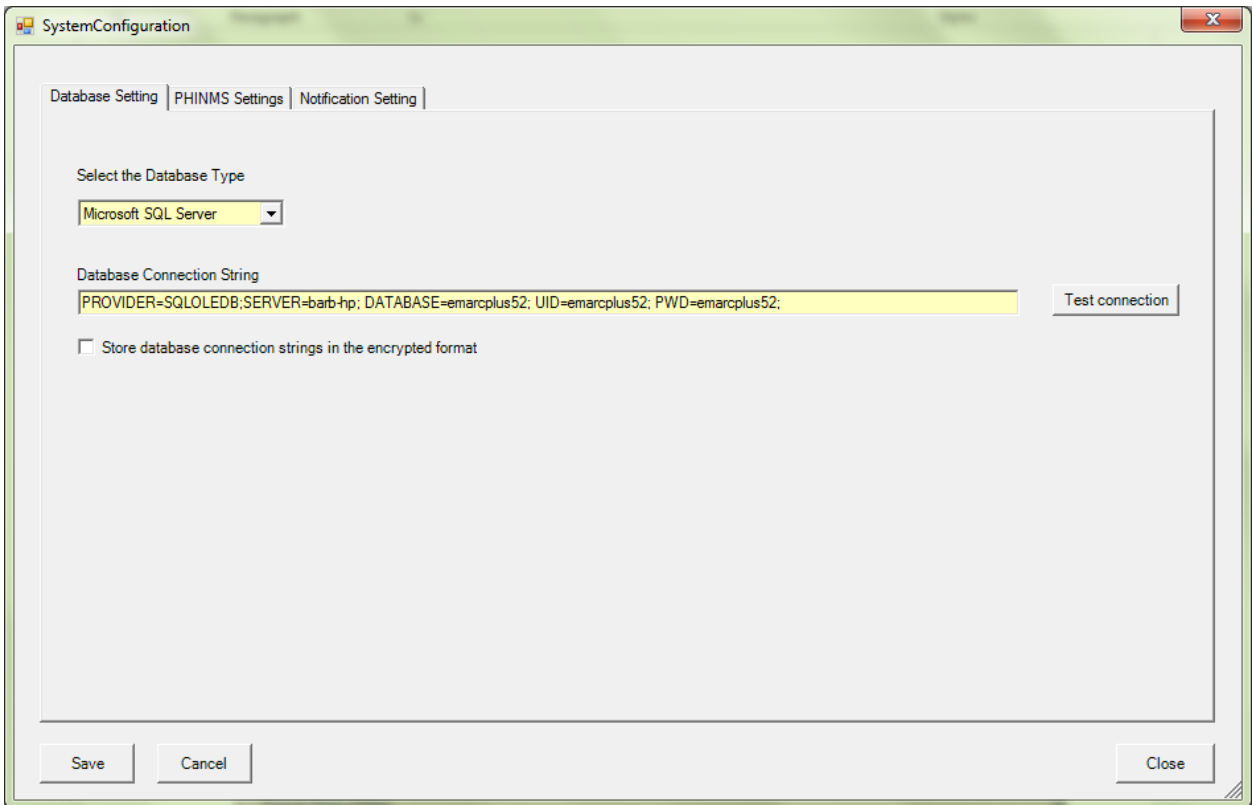 SystemConfiguration
Database Setting PHINMS Settings Notification Setting
Select the Database Type
Microsoft SQL Server
Database Connection String
PROVIDER=SQLOLEDB;SERVER=barb-hp; DATABASE=emarcplus52; UID=emarcplus52; PWD=emarcplus52;
Test connection
Store database connection strings in the encrypted format
Save Cancel Close